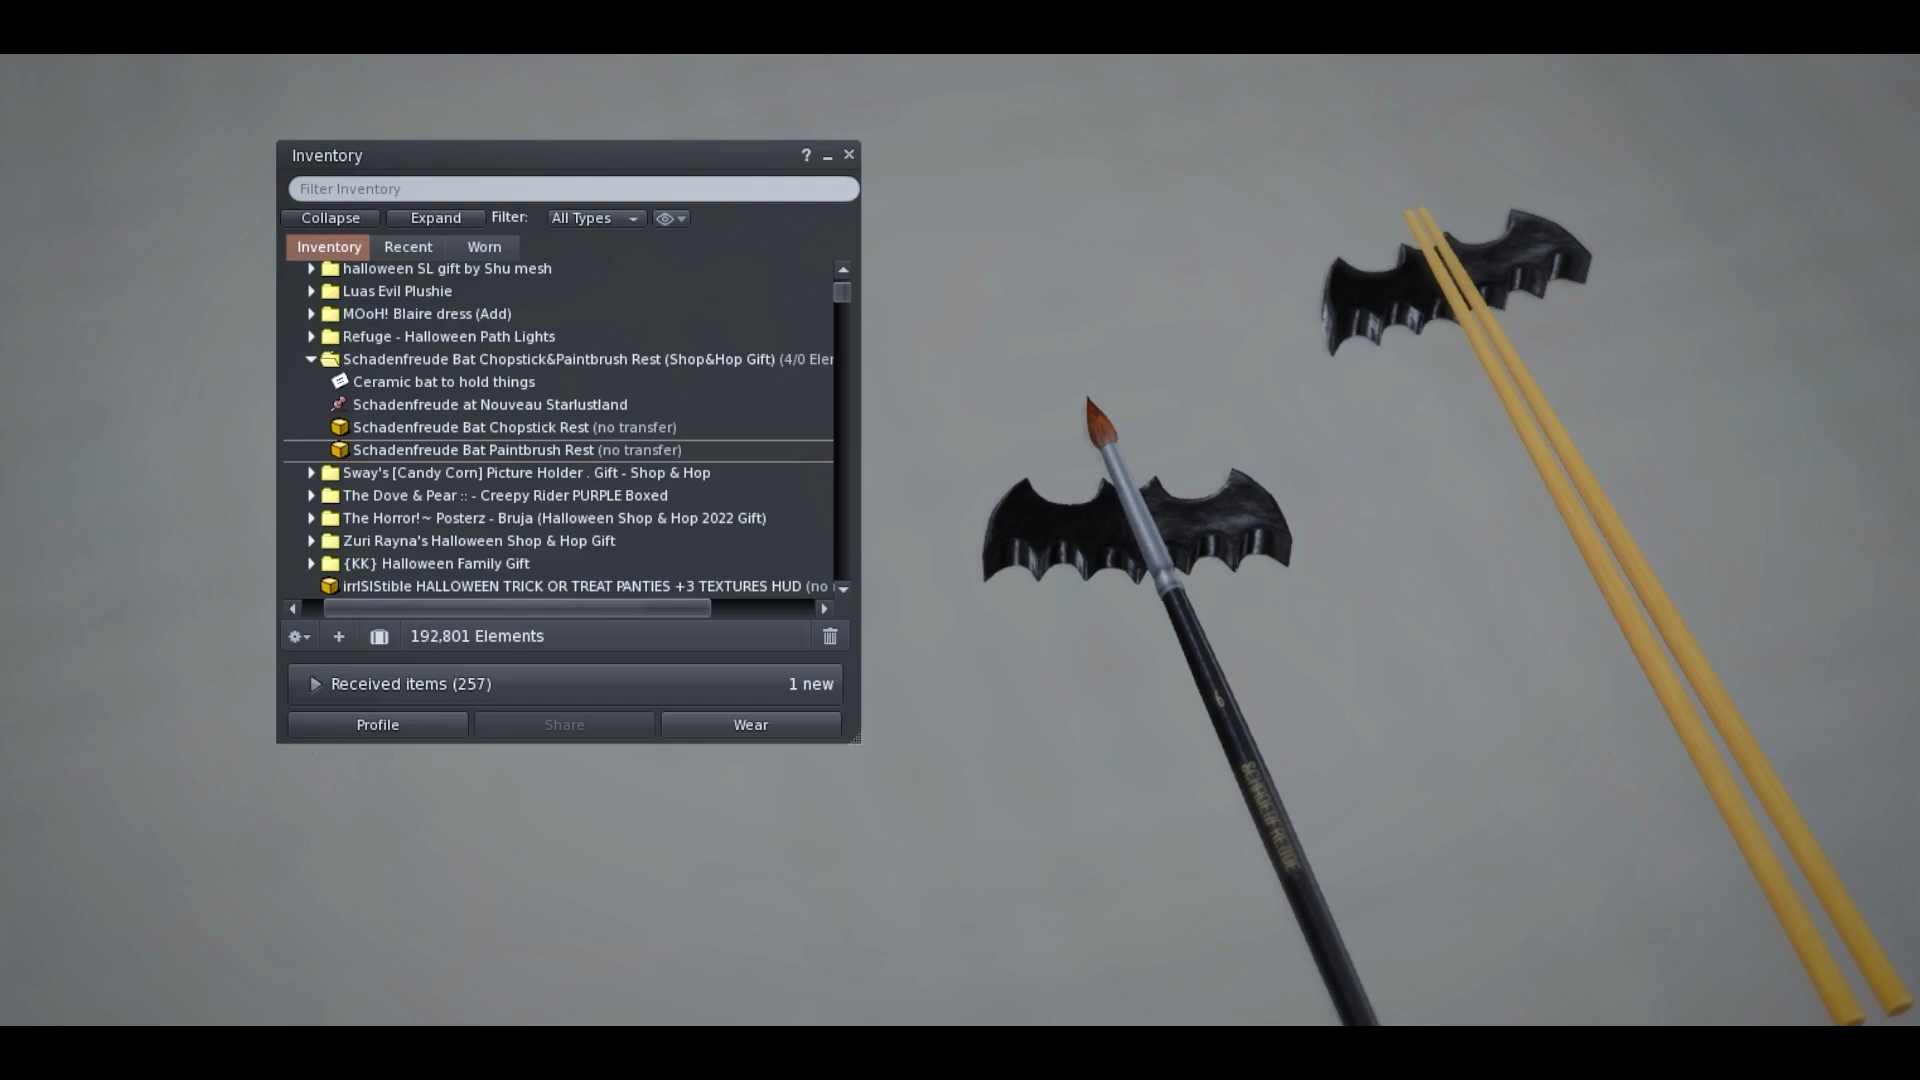 Inventory
?
Filter Inventory
Collapse Expand Filter: All Types
Inventory Recent Worn
halloween SL gift by Shu mesh
Luas Evil Plushie
MOoH! Blaire dress (Add)
Refuge - Halloween Path Lights
Schadenfreude Bat Chopstick&Paintbrush Rest (Shop&Hop Gift) (4/0 Eler
Ceramic bat to hold things
Schadenfreude at Nouveau Starlustland
Schadenfreude Bat Chopstick Rest (no transfer)
Schadenfreude Bat Paintbrush Rest (no transfer)
Sway's [Candy Corn] Picture Holder . Gift - Shop & Hop
The Dove & Pear :: - Creepy Rider PURPLE Boxed
The Horror!~ Posterz - Bruja (Halloween Shop & Hop 2022 Gift)
Zuri Rayna's Halloween Shop & Hop Gift
{KK} Halloween Family Gift
irrISIStible HALLOWEEN TRICK OR TREAT PANTIES +3 TEXTURES HUD (no
192,801 Elements
Received items (257) 1 new
Profile Share Wear
6
SCHADENFREUDE